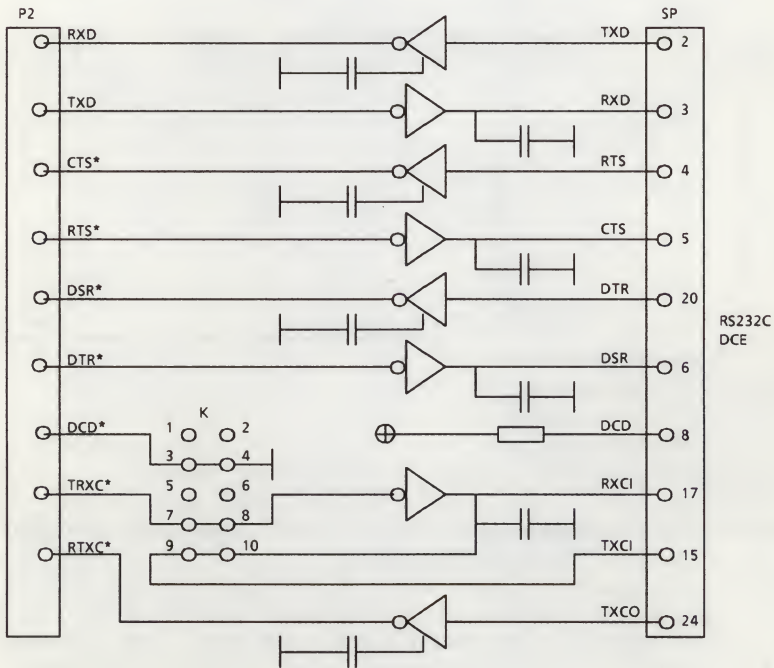 P2 SP
RXD TXD 2
TXD RXD 3
CTS* RTS 4
RTS* CTS 5
DSR* DTR 20
RS232C
DCE
DTR* DSR 6
K
DCD* 1 2 DCD 8
3 4
TRXC* 5 6 RXCI 17
7 8
RTXC* 9 10 TXCI 15
TXCO 24